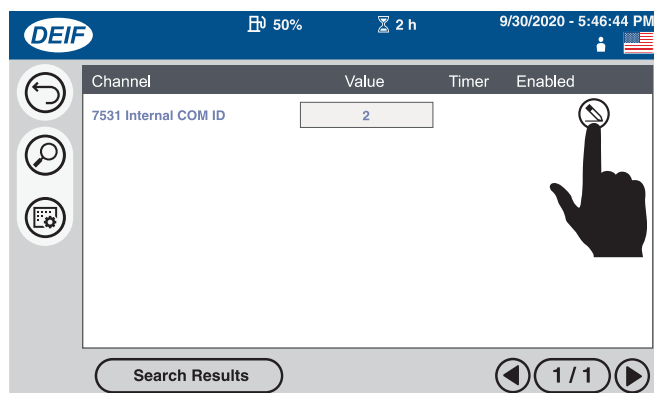 DEIF
50%
2 h
9/30/2020 - 5:46:44 PM
Channel Value Timer Enabled
7531 Internal COM ID 2
Search Results
1 / 1